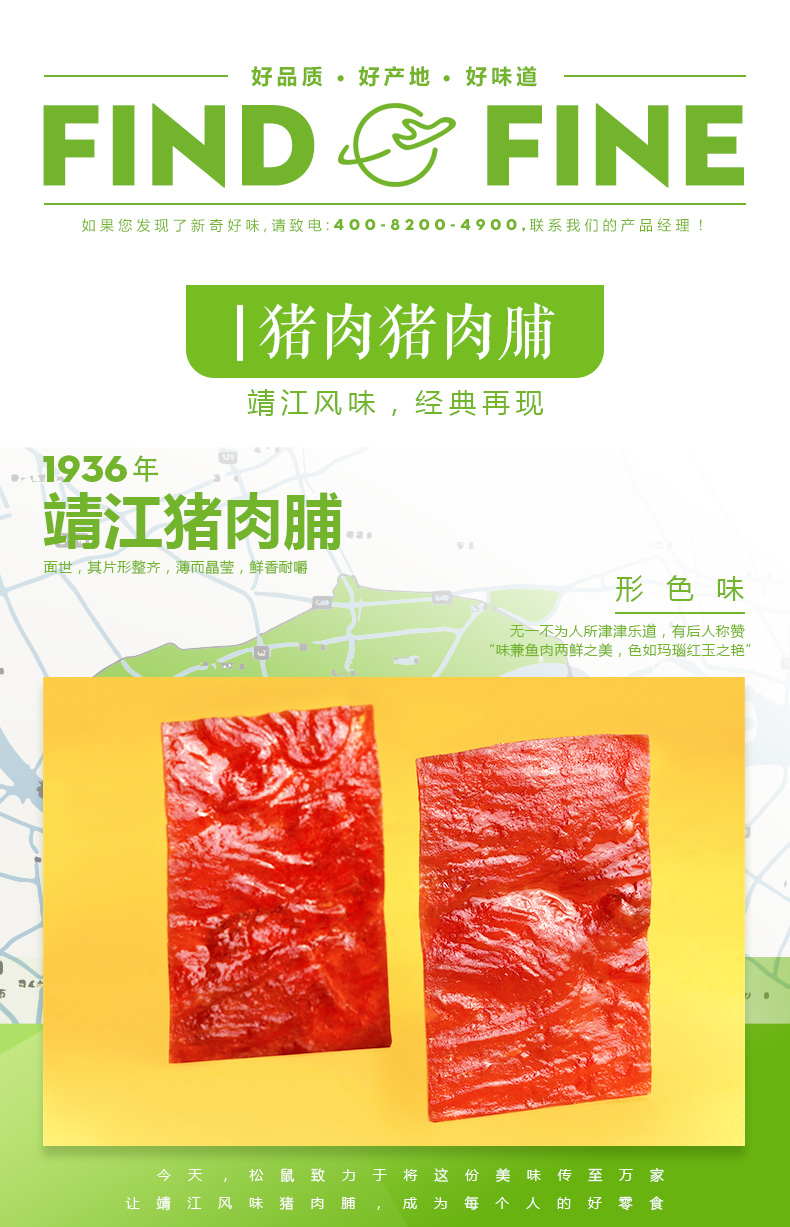 好品质 • 好产地 • 好味道
FIND FINE
如果您发现了新奇好味,请致电:400-8200-4900,联系我们的产品经理！
猪肉猪肉脯
靖江风味，经典再现
1936年
靖江猪肉脯
面世，其片形整齐，薄而晶莹，鲜香耐嚼
形色味
无一不为人所津津乐道，有后人称赞
“味兼鱼肉两鲜之美，色如玛瑙红玉之艳”
今天，松鼠致力于将这份美味传至万家
让靖江风味猪肉脯，成为每个人的好零食